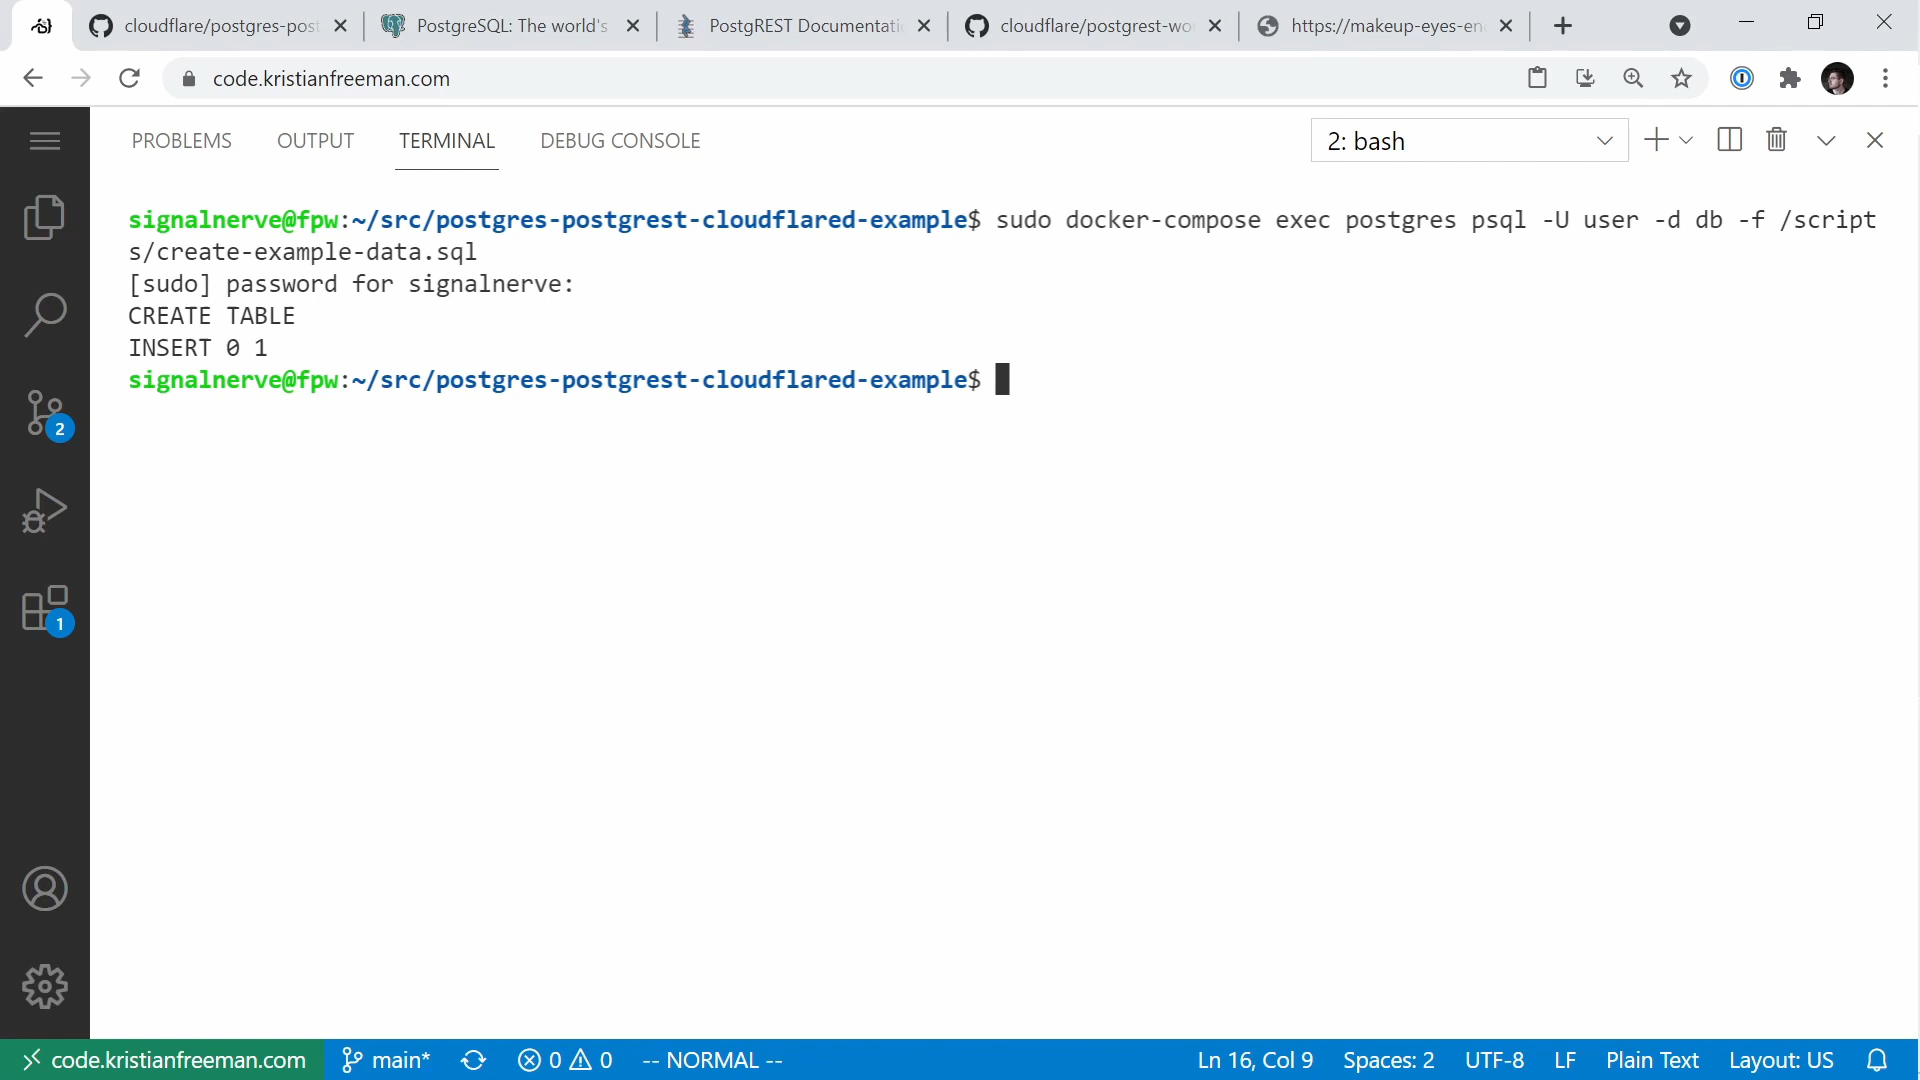 cloudflare/postgres-post
PostgreSQL: The world's
PostgREST Documentati
cloudflare/postgrest-wo
https://makeup-eyes-en
code.kristianfreeman.com
PROBLEMS
OUTPUT
TERMINAL
DEBUG CONSOLE
2: bash
signalnerve@fpw:~/src/postgres-postgrest-cloudflared-example$ sudo docker-compose exec postgres psql -U user -d db -f /script
s/create-example-data.sql
[sudo] password for signalnerve:
CREATE TABLE
INSERT 0 1
signalnerve@fpw:~/src/postgres-postgrest-cloudflared-example$
2
1
code.kristianfreeman.com
main*
0
0
-- NORMAL --
Ln 16, Col 9
Spaces: 2
UTF-8
LF
Plain Text
Layout: US